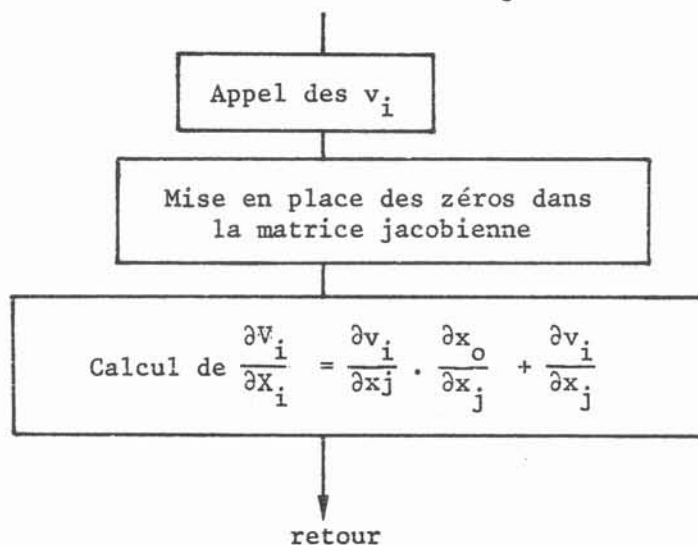 Appel des v_i
Mise en place des zéros dans
la matrice jacobienne
Calcul de ∂V_i/∂X_i = ∂v_i/∂xj . ∂x_o/∂x_j + ∂v_i/∂x_j
retour